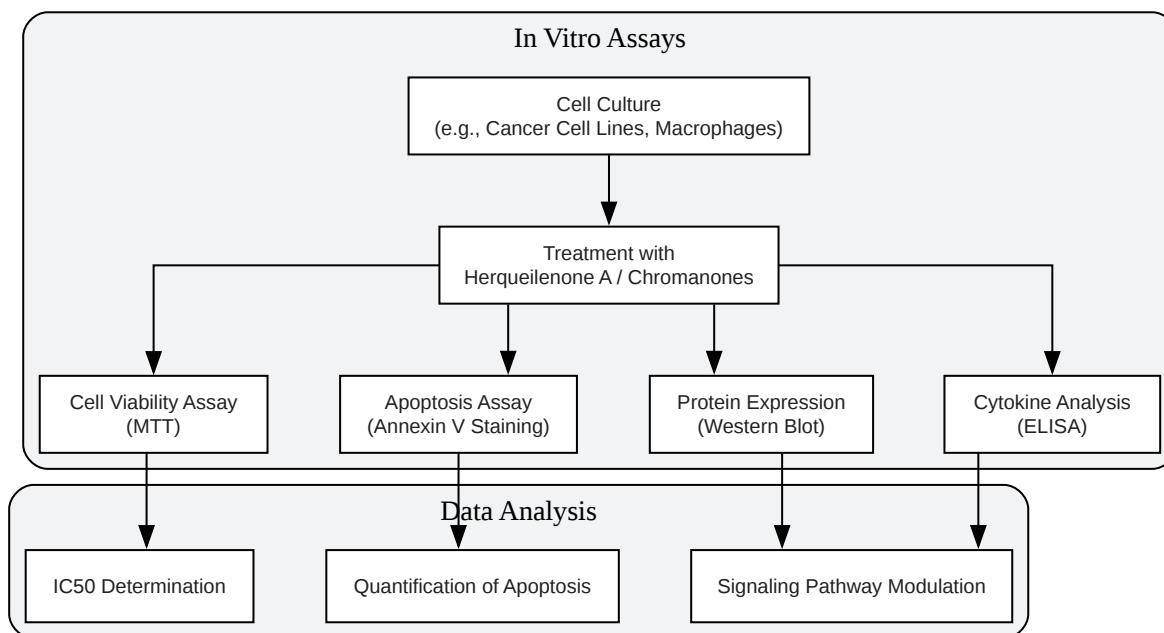 In Vitro Assays
Cell Culture
(e.g., Cancer Cell Lines, Macrophages)
Treatment with
Herqueilenone A / Chromanones
Cell Viability Assay
(MTT)
Apoptosis Assay
(Annexin V Staining)
Protein Expression
(Western Blot)
Cytokine Analysis
(ELISA)
Data Analysis
IC50 Determination
Quantification of Apoptosis
Signaling Pathway Modulation